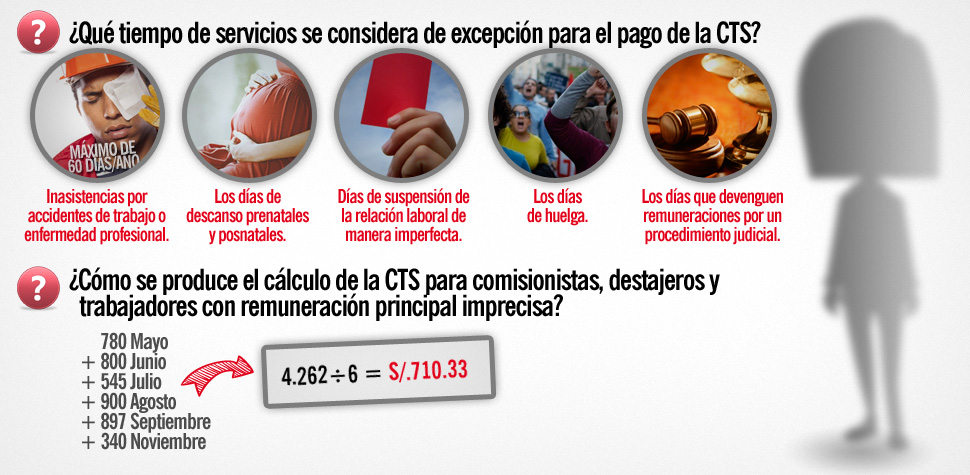 ? ¿Qué tiempo de servicios se considera de excepción para el pago de la CTS?
MÁXIMO DE
60 DÍAS/AÑO
Inasistencias por
accidentes de trabajo o
enfermedad profesional.
Los días de
descanso prenatales
y posnatales.
Días de suspensión de
la relación laboral de
manera imperfecta.
Los días
de huelga.
Los días que devenguen
remuneraciones por un
procedimiento judicial.
? ¿Cómo se produce el cálculo de la CTS para comisionistas, destajeros y
trabajadores con remuneración principal imprecisa?
780 Mayo
+ 800 Junio
+ 545 Julio
+ 900 Agosto
+ 897 Septiembre
+ 340 Noviembre
4.262÷6 = S/.710.33